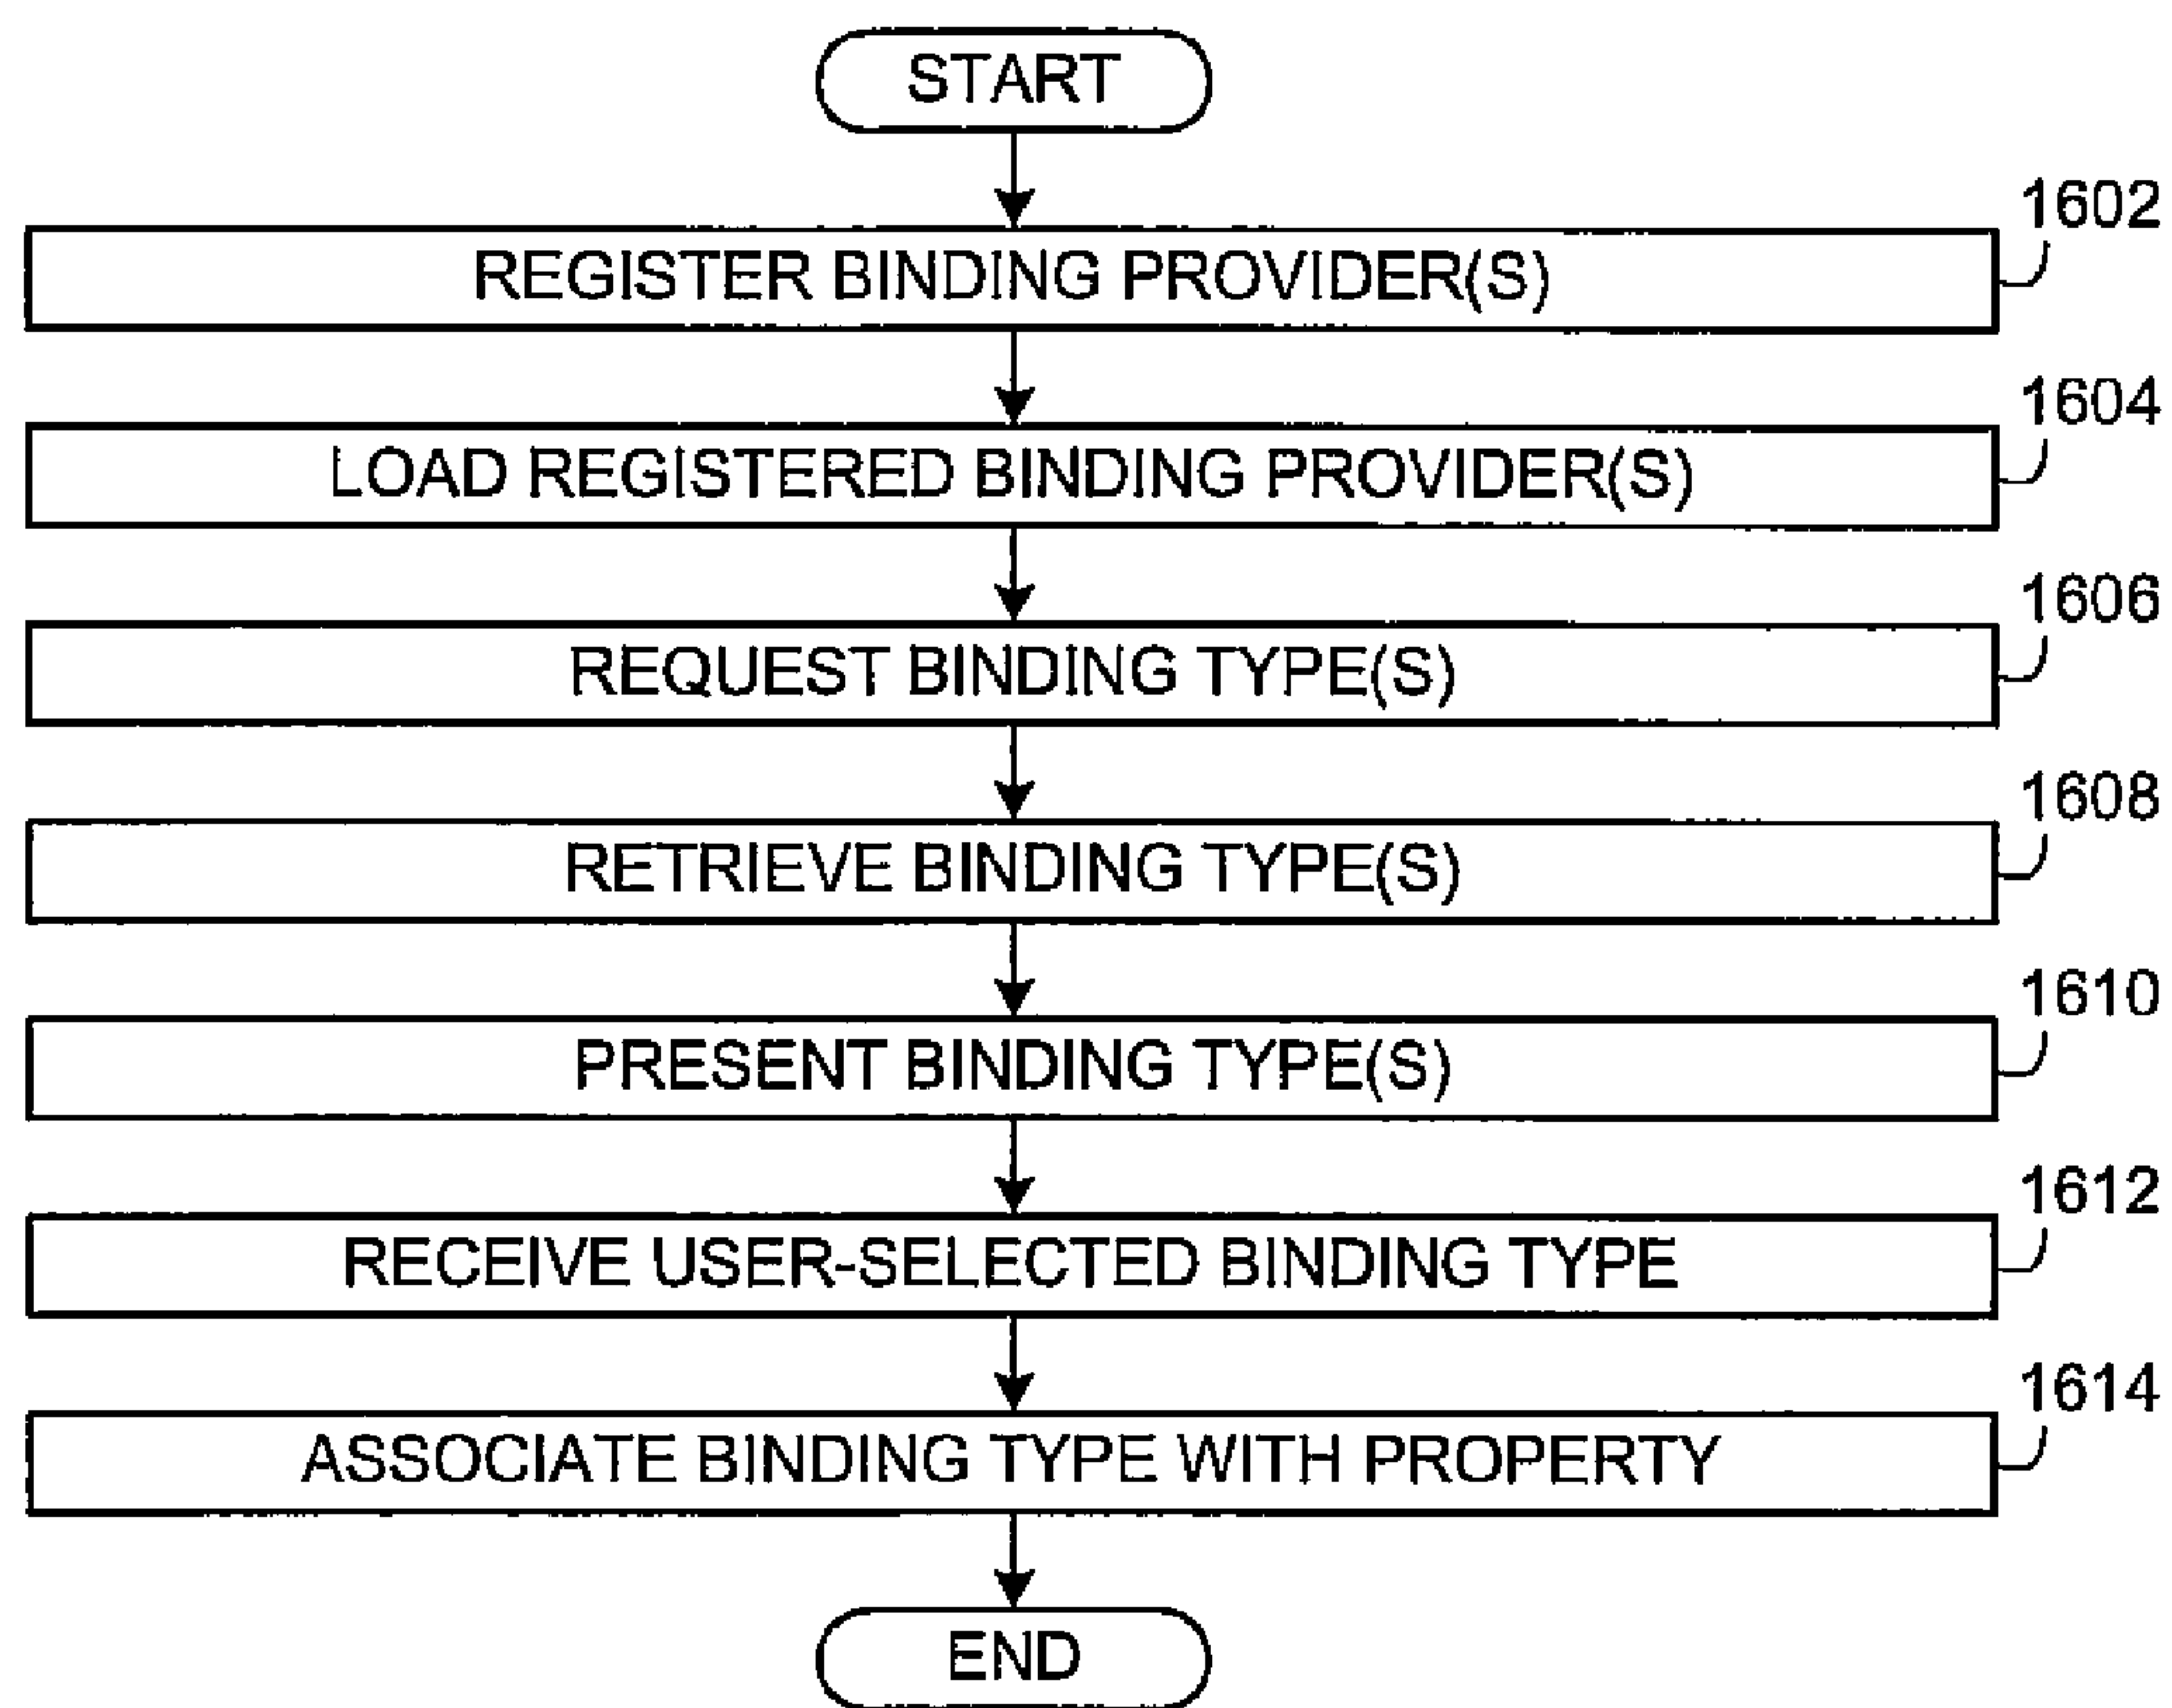 START
1602
REGISTER BINDING PROVIDER(S)
1604
LOAD REGISTERED BINDING PROVIDER(S)
1606
REQUEST BINDING TYPE(S)
1608
RETRIEVE BINDING TYPE(S)
1610
PRESENT BINDING TYPE(S)
1612
RECEIVE USER-SELECTED BINDING TYPE
1614
ASSOCIATE BINDING TYPE WITH PROPERTY
END